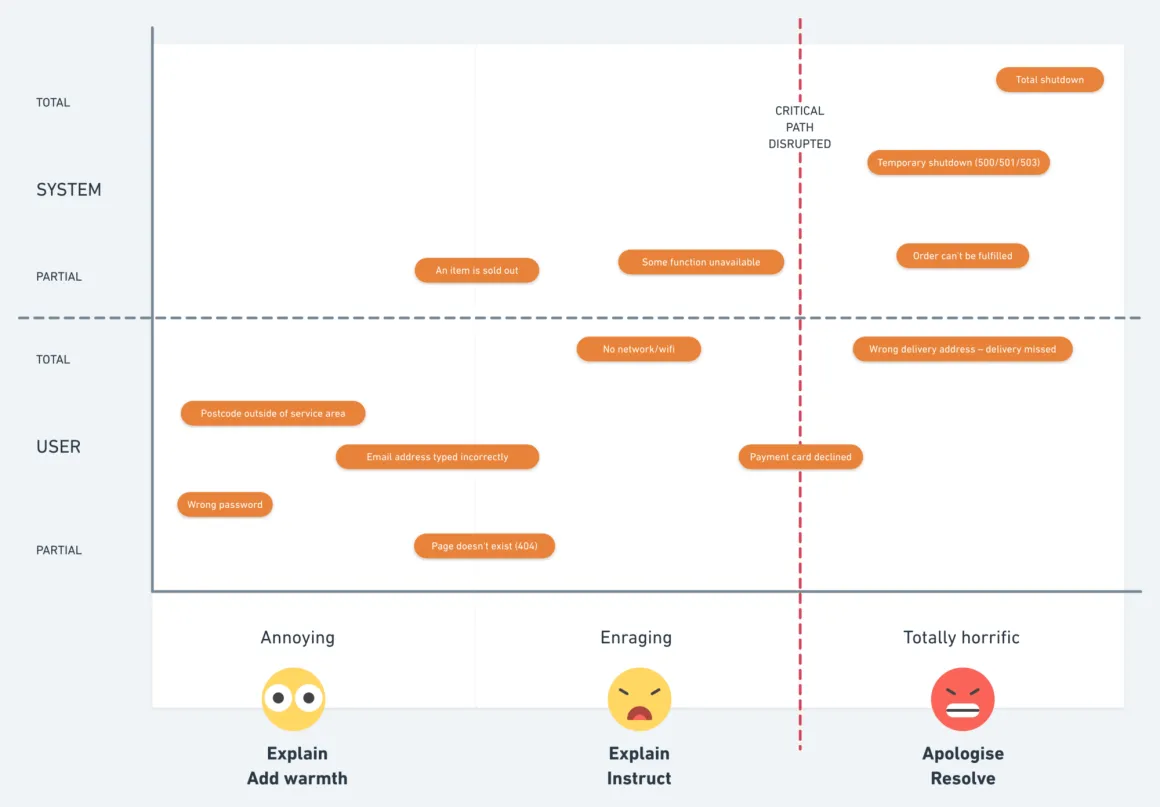 TOTAL
Total shutdown
CRITICAL
PATH
DISRUPTED
Temporary shutdown (500/501/503)
SYSTEM
Order can't be fulfilled
Some function unavailable
An item is sold out
PARTIAL
No network/wifi
Wrong delivery address – delivery missed
TOTAL
Postcode outside of service area
USER
Email address typed incorrectly
Payment card declined
Wrong password
Page doesn't exist (404)
PARTIAL
Annoying
Enraging
Totally horrific
Explain
Add warmth
Explain
Instruct
Apologise
Resolve